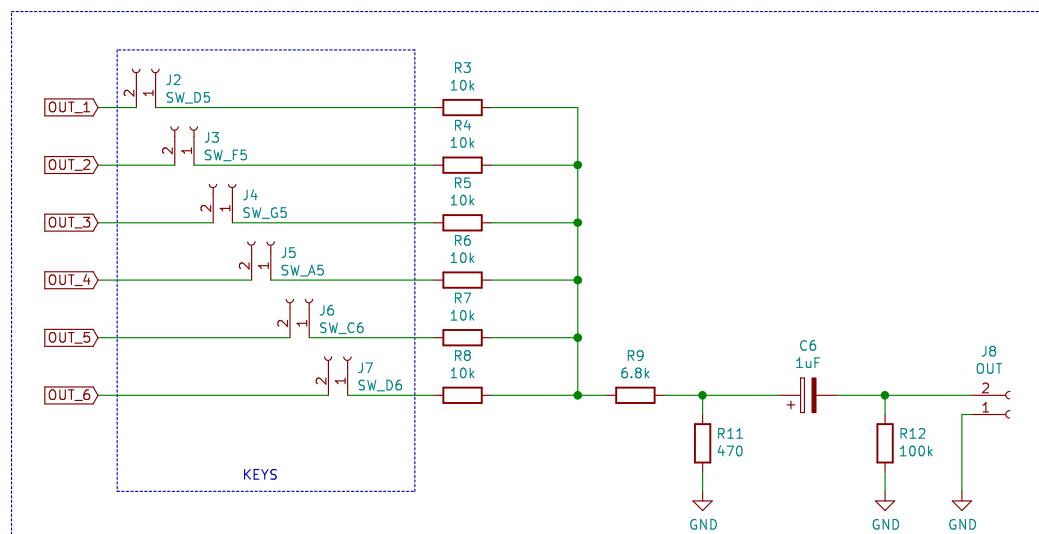 OUT_1
2
1
J2
SW_D5
R3
10k
OUT_2
2
1
J3
SW_F5
R4
10k
OUT_3
2
1
J4
SW_G5
R5
10k
OUT_4
2
1
J5
SW_A5
R6
10k
OUT_5
2
1
J6
SW_C6
R7
10k
OUT_6
2
1
J7
SW_D6
R8
10k
KEYS
R9
6.8k
R11
470
GND
C6
1uF
+
R12
100k
GND
J8
OUT
2
1
GND